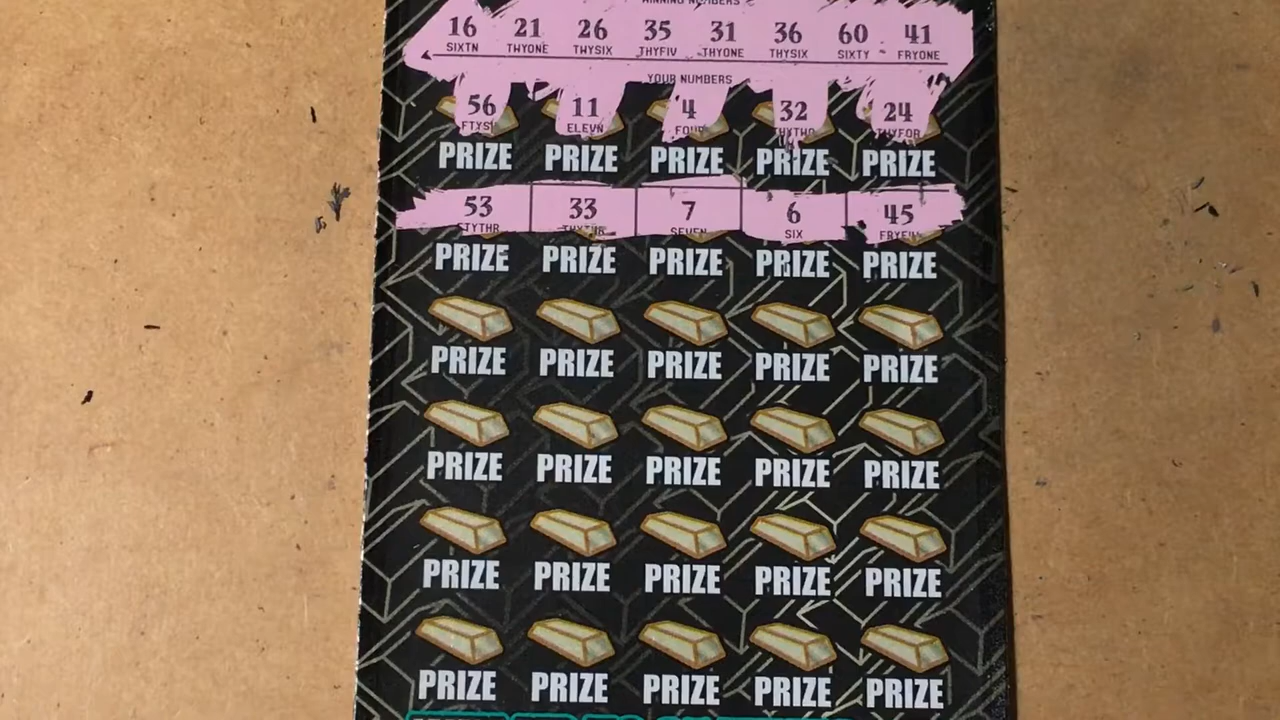 WINNING NUMBERS
16 21 26 35 31 36 60 41
SIXTN TWYONE TWYSIX THYFIV THYONE THYSIX SIXTY FRYONE
YOUR NUMBERS
56 11 4 32 24
ELEVN FOUR
PRIZE PRIZE PRIZE PRIZE PRIZE
53 33 7 6 45
SEVEN SIX
PRIZE PRIZE PRIZE PRIZE PRIZE
PRIZE PRIZE PRIZE PRIZE PRIZE
PRIZE PRIZE PRIZE PRIZE PRIZE
PRIZE PRIZE PRIZE PRIZE PRIZE
PRIZE PRIZE PRIZE PRIZE PRIZE